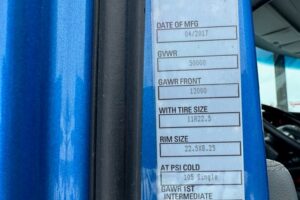 DATE OF MFG
04/2017
GVWR
50000
GAWR FRONT
12000
WITH TIRE SIZE
11R22.5
RIM SIZE
22.5X8.25
AT PSI COLD
105 Single
GAWR 1ST
INTERMEDIATE